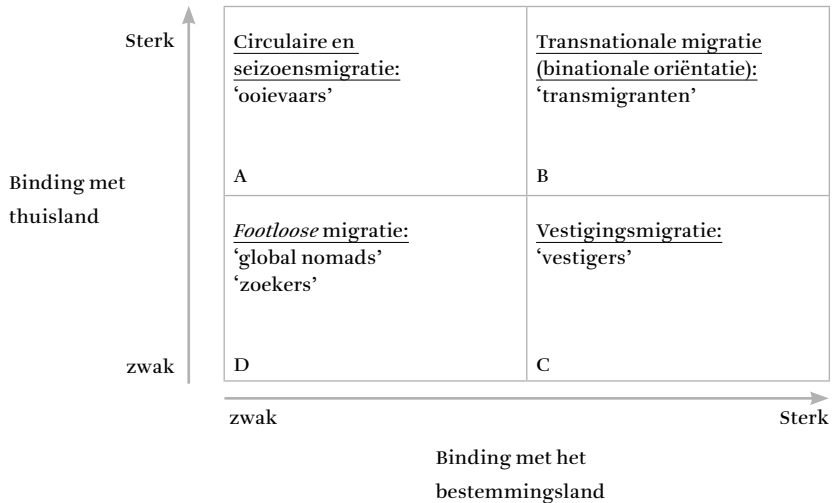 Sterk
Circulaire en
seizoensmigratie:
‘ooievaars’
A
Transnationale migratie
(binationale oriëntatie):
‘transmigranten’
B
Binding met
thuisland
Footloose migratie:
‘global nomads’
‘zoekers’
D
Vestigingsmigratie:
‘vestigers’
C
zwak
zwak
Sterk
Binding met het
bestemmingsland